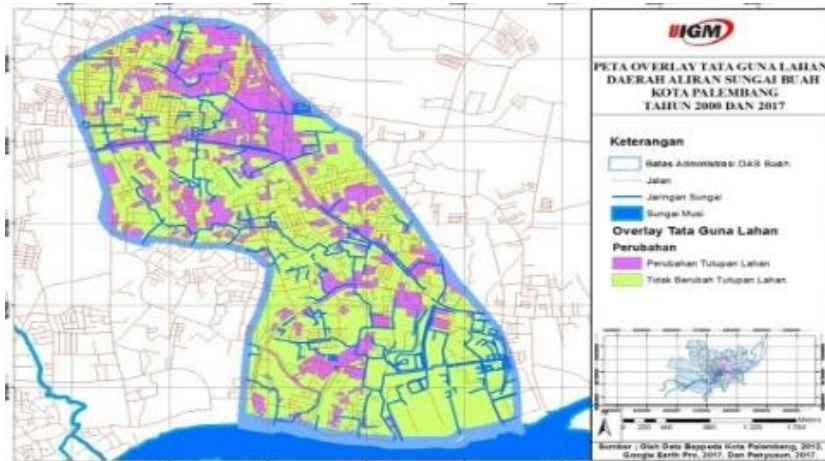 UIGM
PETA OVERLAY TATA GUNA LAHAN
DAERAH ALIRAN SUNGAI BUAH
KOTA PALEMBANG
TAHUN 2000 DAN 2017
Keterangan
Batas Administrasi DAS Buah
Jalan
Jaringan Sungai
Sungai Musi
Overlay Tata Guna Lahan
Perubahan
Perubahan Tutupan Lahan
Tidak Berubah Tutupan Lahan
Meters
Sumber : Olah Data Bappeda Kota Palembang, 2012,
Google Earth Pro, 2017, Dan Penyusun, 2017.